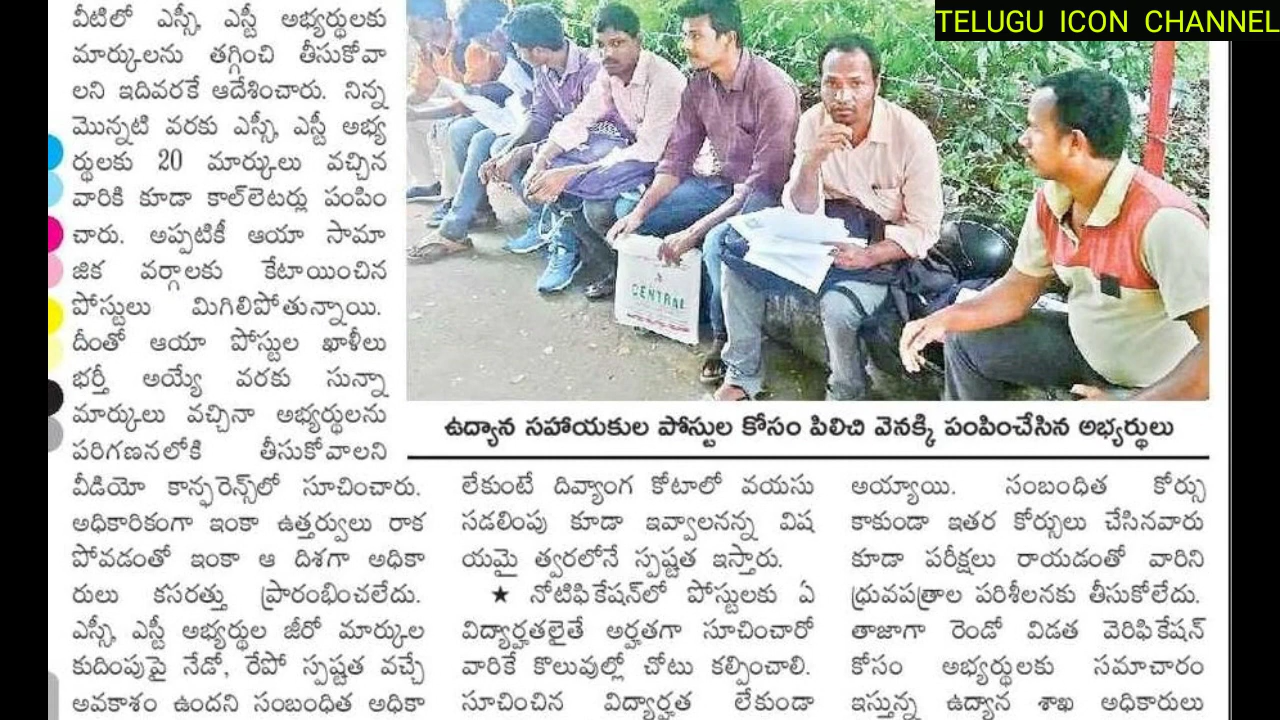 TELUGU ICON CHANNEL
వీటిలో ఎస్సీ, ఎస్టీ అభ్యర్థులకు
మార్కులను తగ్గించి తీసుకోవా
లని ఇదివరకే ఆదేశించారు. నిన్న
మొన్నటి వరకు ఎస్సీ, ఎస్టీ అభ్య
ర్థులకు 20 మార్కులు వచ్చిన
వారికి కూడా కాల్‌లెటర్లు పంపిం
చారు. అప్పటికీ ఆయా సామా
జిక వర్గాలకు కేటాయించిన
పోస్టులు మిగిలిపోతున్నాయి.
దీంతో ఆయా పోస్టుల ఖాళీలు
భర్తీ అయ్యే వరకు సున్నా
మార్కులు వచ్చినా అభ్యర్థులను
పరిగణనలోకి తీసుకోవాలని
వీడియో కాన్ఫరెన్స్‌లో సూచించారు.
అధికారికంగా ఇంకా ఉత్తర్వులు రాక
పోవడంతో ఇంకా ఆ దిశగా అధికా
రులు కసరత్తు ప్రారంభించలేదు.
ఎస్సీ, ఎస్టీ అభ్యర్థుల జీరో మార్కుల
కుదింపుపై నేడో, రేపో స్పష్టత వచ్చే
అవకాశం ఉందని సంబంధిత అధికా
CENTRAL
ఉద్యాన సహాయకుల పోస్టుల కోసం పిలిచి వెనక్కి పంపించేసిన అభ్యర్థులు
లేకుంటే దివ్యాంగ కోటాలో వయసు
సడలింపు కూడా ఇవ్వాలనన్న విష
యమై త్వరలోనే స్పష్టత ఇస్తారు.
★ నోటిఫికేషన్‌లో పోస్టులకు ఏ
విద్యార్హతలైతే అర్హతగా సూచించారో
వారికే కొలువుల్లో చోటు కల్పించాలి.
సూచించిన విద్యార్హత లేకుండా
అయ్యాయి. సంబంధిత కోర్సు
కాకుండా ఇతర కోర్సులు చేసినవారు
కూడా పరీక్షలు రాయడంతో వారిని
ధ్రువపత్రాల పరిశీలనకు తీసుకోలేదు.
తాజాగా రెండో విడత వెరిఫికేషన్
కోసం అభ్యర్థులకు సమాచారం
ఇస్తున్న ఉద్యాన శాఖ అధికారులు